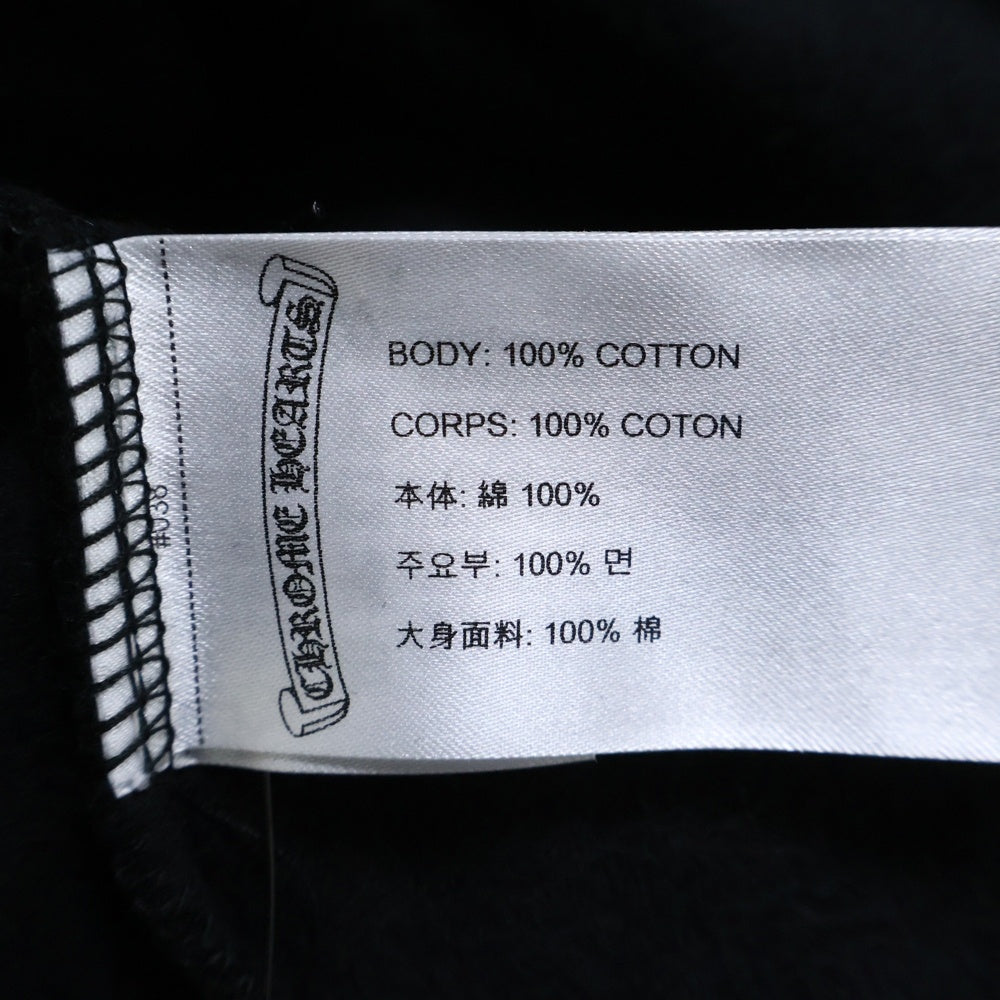 CHROME HEARTS
BODY: 100% COTTON
CORPS: 100% COTON
本体: 綿 100%
주요부: 100% 면
大身面料: 100% 棉
#038